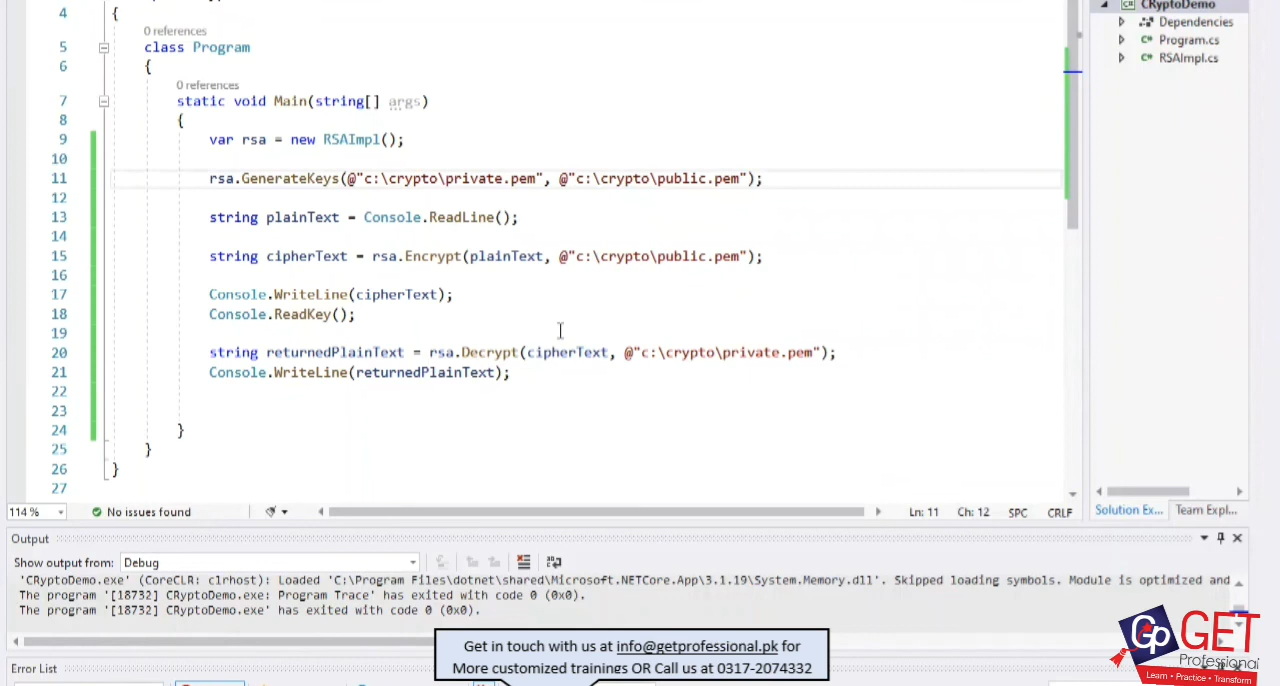 4 {
0 references
5 class Program
6 {
0 references
7 static void Main(string[] args)
8 {
9 var rsa = new RSAImpl();
10
11 rsa.GenerateKeys(@"c:\crypto\private.pem", @"c:\crypto\public.pem");
12
13 string plainText = Console.ReadLine();
14
15 string cipherText = rsa.Encrypt(plainText, @"c:\crypto\public.pem");
16
17 Console.WriteLine(cipherText);
18 Console.ReadKey();
19
20 string returnedPlainText = rsa.Decrypt(cipherText, @"c:\crypto\private.pem");
21 Console.WriteLine(returnedPlainText);
22
23
24 }
25 }
26 }
27
CRyptoDemo
Dependencies
C# Program.cs
C# RSAImpl.cs
114 % No issues found Ln: 11 Ch: 12 SPC CRLF
Solution Ex... Team Expl...
Output
Show output from: Debug
'CRyptoDemo.exe' (CoreCLR: clrhost): Loaded 'C:\Program Files\dotnet\shared\Microsoft.NETCore.App\3.1.19\System.Memory.dll'. Skipped loading symbols. Module is optimized and
The program '[18732] CRyptoDemo.exe: Program Trace' has exited with code 0 (0x0).
The program '[18732] CRyptoDemo.exe' has exited with code 0 (0x0).
Error List
Get in touch with us at info@getprofessional.pk for
More customized trainings OR Call us at 0317-2074332
Gp GET
Professional
Learn • Practice • Transform